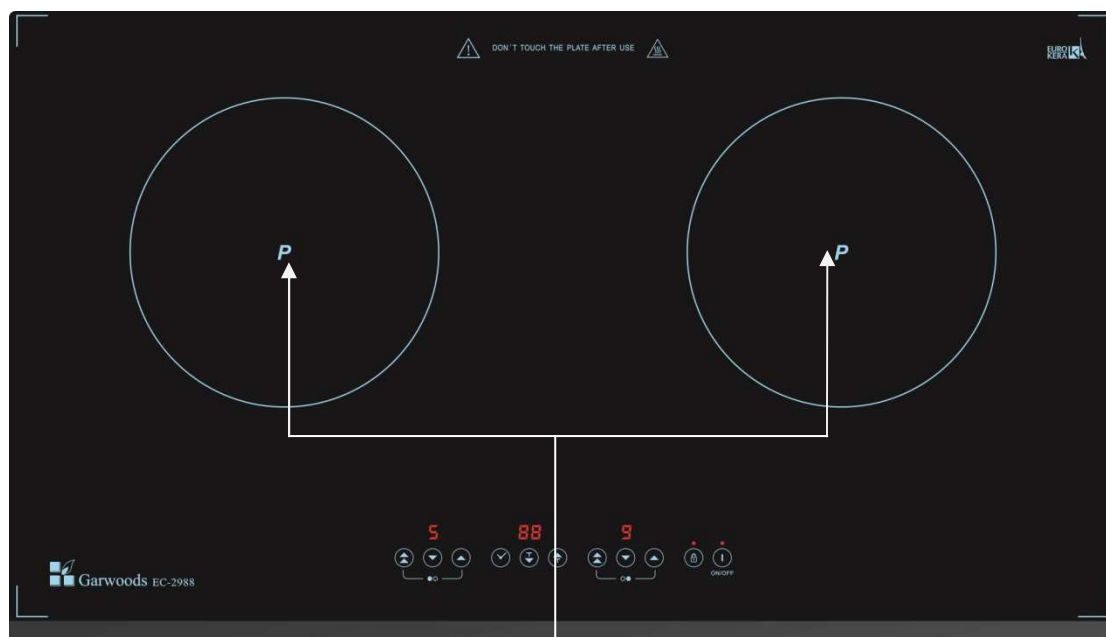 DON'T TOUCH THE PLATE AFTER USE
EURO
KERA K
P
P
5
88
9
ON/OFF
Garwoods EC-2988